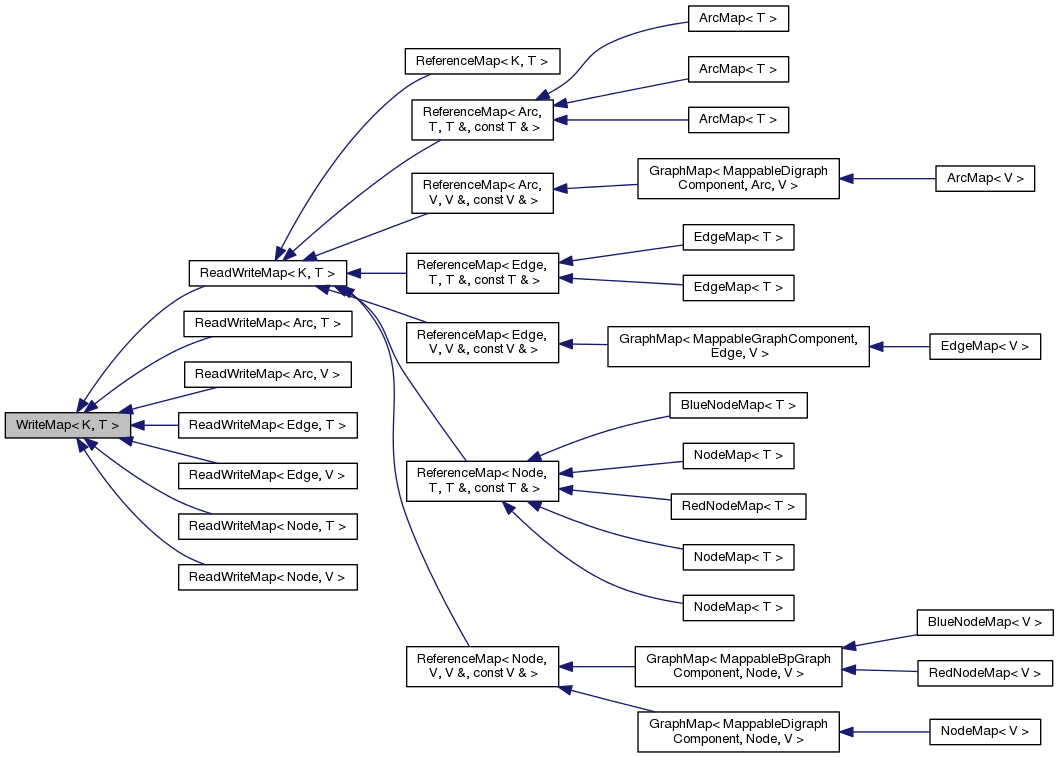 ArcMap< T >
ReferenceMap< K, T >
ArcMap< T >
ReferenceMap< Arc,
T, T &, const T & >
ArcMap< T >
GraphMap< MappableDigraph
Component, Arc, V >
ArcMap< V >
ReferenceMap< Arc,
V, V &, const V & >
EdgeMap< T >
ReadWriteMap< K, T >
ReferenceMap< Edge,
T, T &, const T & >
EdgeMap< T >
ReadWriteMap< Arc, T >
ReferenceMap< Edge,
V, V &, const V & >
GraphMap< MappableGraphComponent,
Edge, V >
EdgeMap< V >
ReadWriteMap< Arc, V >
BlueNodeMap< T >
WriteMap< K, T >
ReadWriteMap< Edge, T >
NodeMap< T >
ReadWriteMap< Edge, V >
ReferenceMap< Node,
T, T &, const T & >
RedNodeMap< T >
ReadWriteMap< Node, T >
NodeMap< T >
ReadWriteMap< Node, V >
NodeMap< T >
BlueNodeMap< V >
ReferenceMap< Node,
V, V &, const V & >
GraphMap< MappableBpGraph
Component, Node, V >
RedNodeMap< V >
GraphMap< MappableDigraph
Component, Node, V >
NodeMap< V >